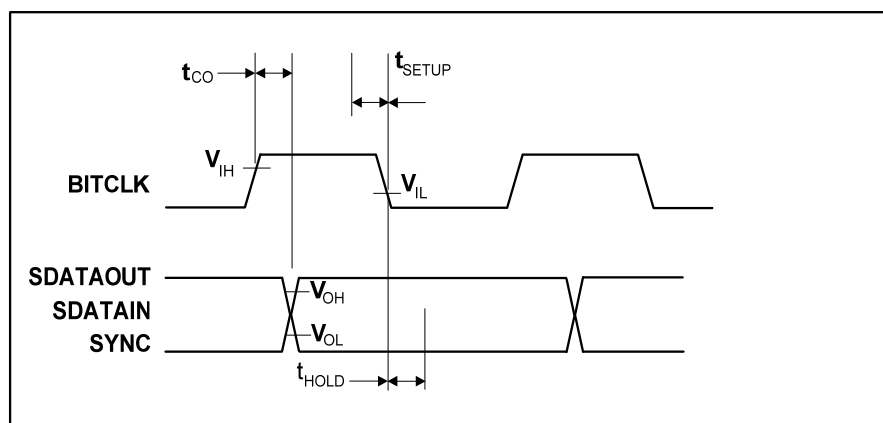 tCO
tSETUP
VIH
BITCLK
VIL
SDATAOUT
VOH
SDATAIN
VOL
SYNC
tHOLD